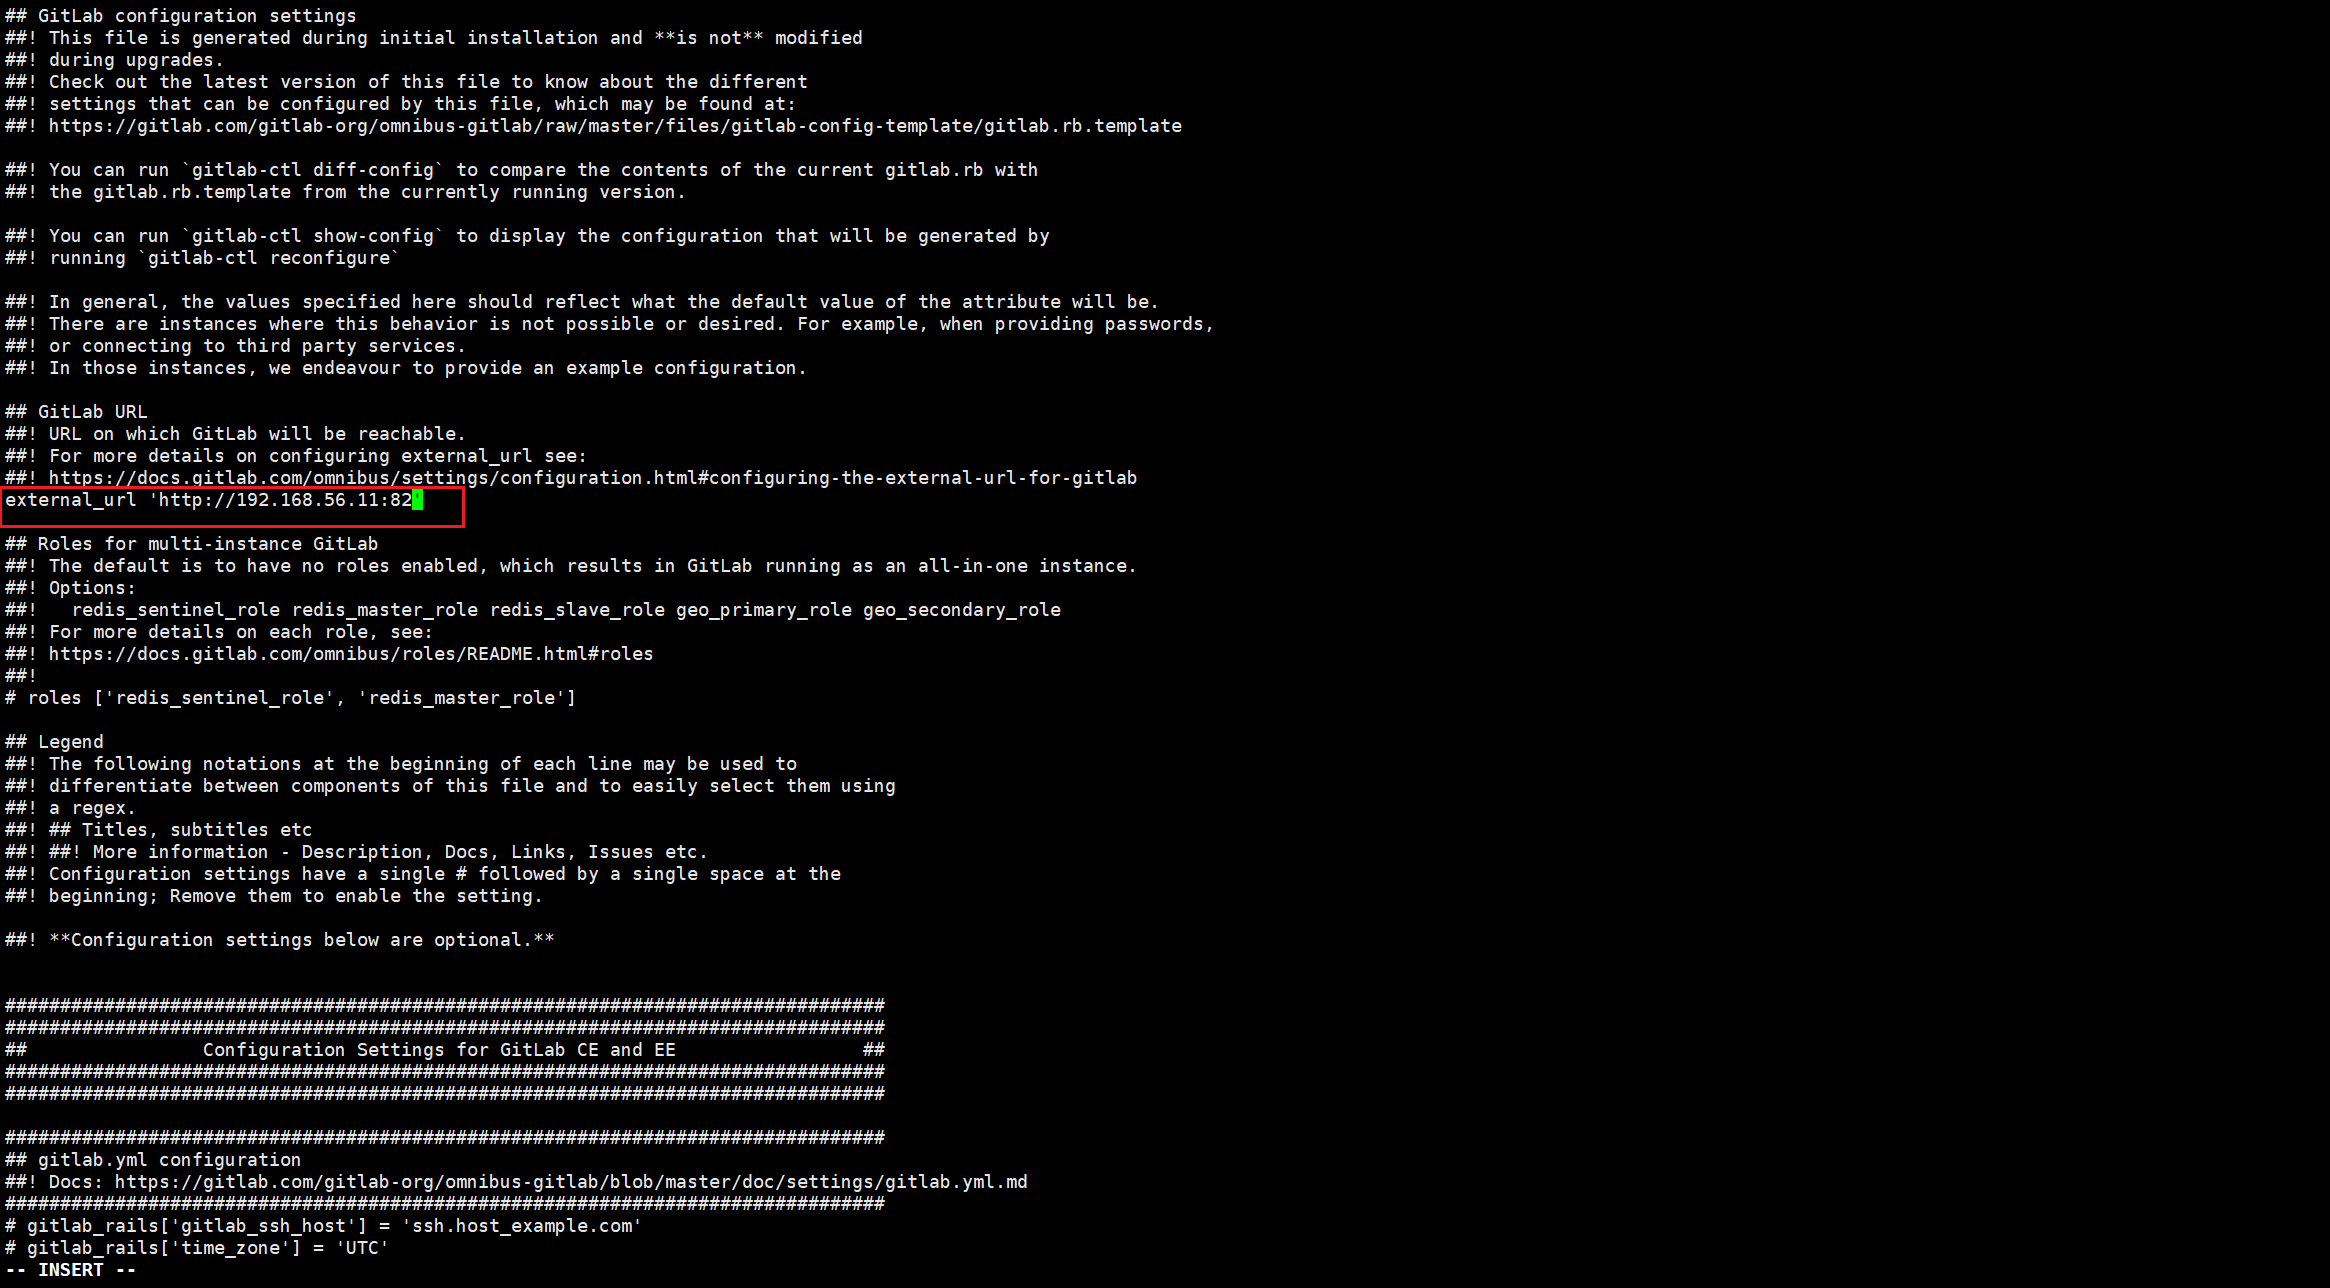 ## GitLab configuration settings
##! This file is generated during initial installation and **is not** modified
##! during upgrades.
##! Check out the latest version of this file to know about the different
##! settings that can be configured by this file, which may be found at:
##! https://gitlab.com/gitlab-org/omnibus-gitlab/raw/master/files/gitlab-config-template/gitlab.rb.template
##! You can run `gitlab-ctl diff-config` to compare the contents of the current gitlab.rb with
##! the gitlab.rb.template from the currently running version.
##! You can run `gitlab-ctl show-config` to display the configuration that will be generated by
##! running `gitlab-ctl reconfigure`
##! In general, the values specified here should reflect what the default value of the attribute will be.
##! There are instances where this behavior is not possible or desired. For example, when providing passwords,
##! or connecting to third party services.
##! In those instances, we endeavour to provide an example configuration.
## GitLab URL
##! URL on which GitLab will be reachable.
##! For more details on configuring external_url see:
##! https://docs.gitlab.com/omnibus/settings/configuration.html#configuring-the-external-url-for-gitlab
external_url 'http://192.168.56.11:82'
## Roles for multi-instance GitLab
##! The default is to have no roles enabled, which results in GitLab running as an all-in-one instance.
##! Options:
##!   redis_sentinel_role redis_master_role redis_slave_role geo_primary_role geo_secondary_role
##! For more details on each role, see:
##! https://docs.gitlab.com/omnibus/roles/README.html#roles
##!
# roles ['redis_sentinel_role', 'redis_master_role']
## Legend
##! The following notations at the beginning of each line may be used to
##! differentiate between components of this file and to easily select them using
##! a regex.
##! ## Titles, subtitles etc
##! ##! More information - Description, Docs, Links, Issues etc.
##! Configuration settings have a single # followed by a single space at the
##! beginning; Remove them to enable the setting.
##! **Configuration settings below are optional.**
################################################################################
################################################################################
##                Configuration Settings for GitLab CE and EE                 ##
################################################################################
################################################################################
################################################################################
## gitlab.yml configuration
##! Docs: https://gitlab.com/gitlab-org/omnibus-gitlab/blob/master/doc/settings/gitlab.yml.md
################################################################################
# gitlab_rails['gitlab_ssh_host'] = 'ssh.host_example.com'
# gitlab_rails['time_zone'] = 'UTC'
-- INSERT --